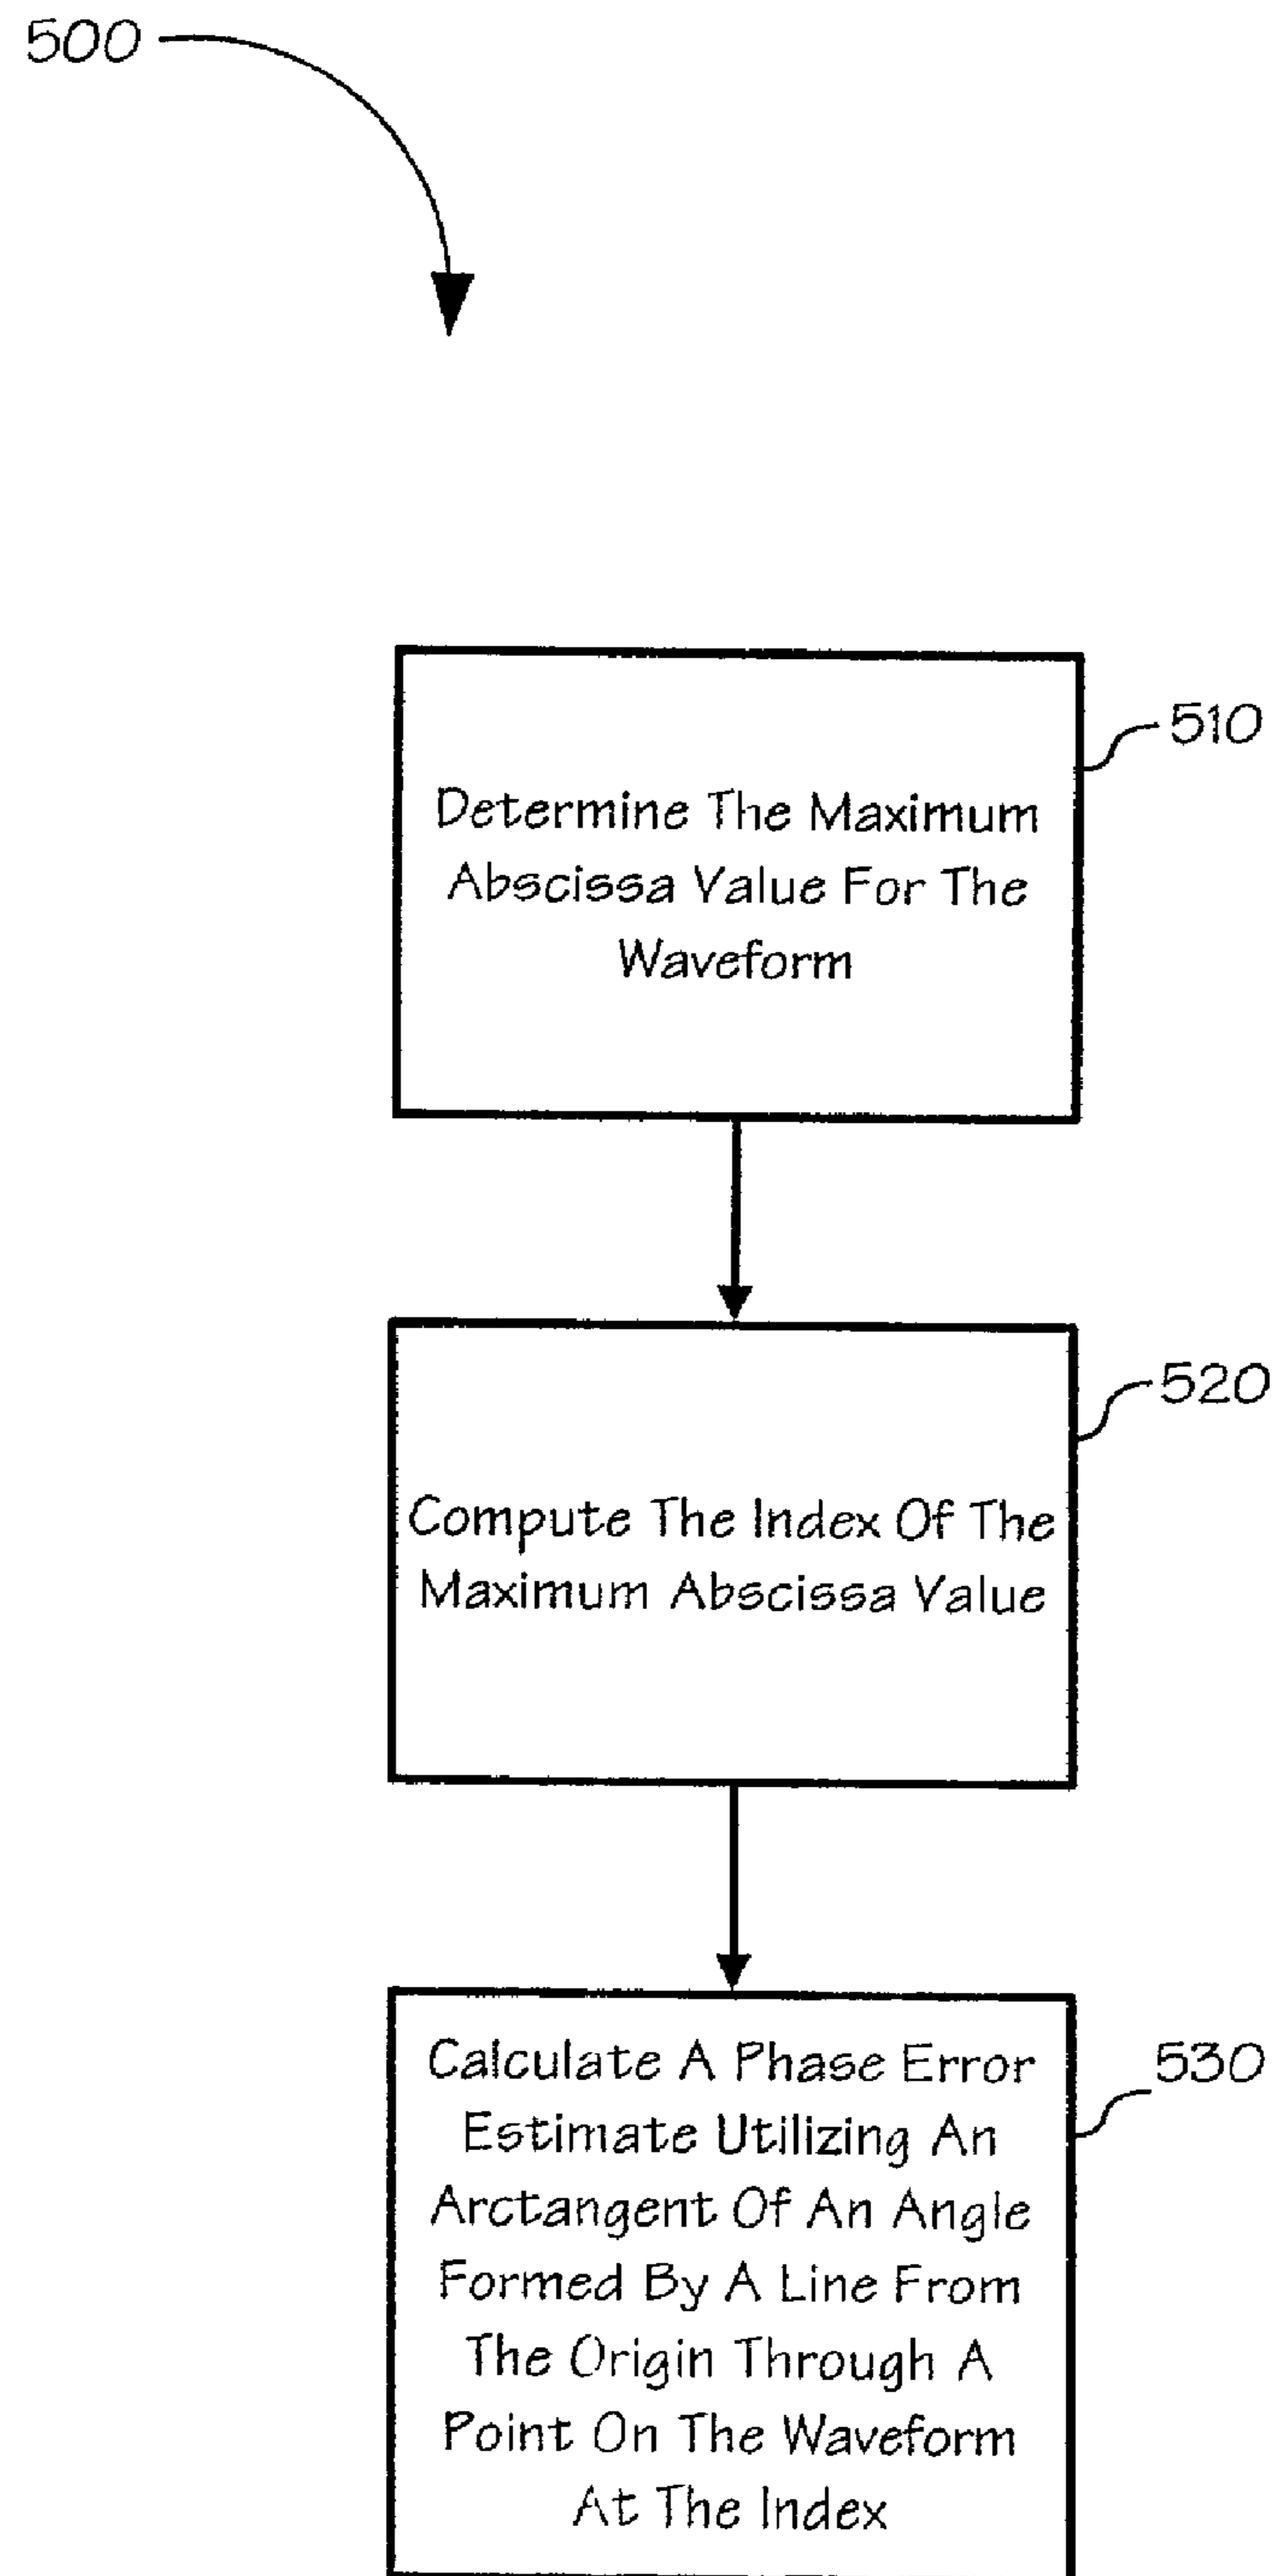 500
510
Determine The Maximum
Abscissa Value For The
Waveform
520
Compute The Index Of The
Maximum Abscissa Value
530
Calculate A Phase Error
Estimate Utilizing An
Arctangent Of An Angle
Formed By A Line From
The Origin Through A
Point On The Waveform
At The Index